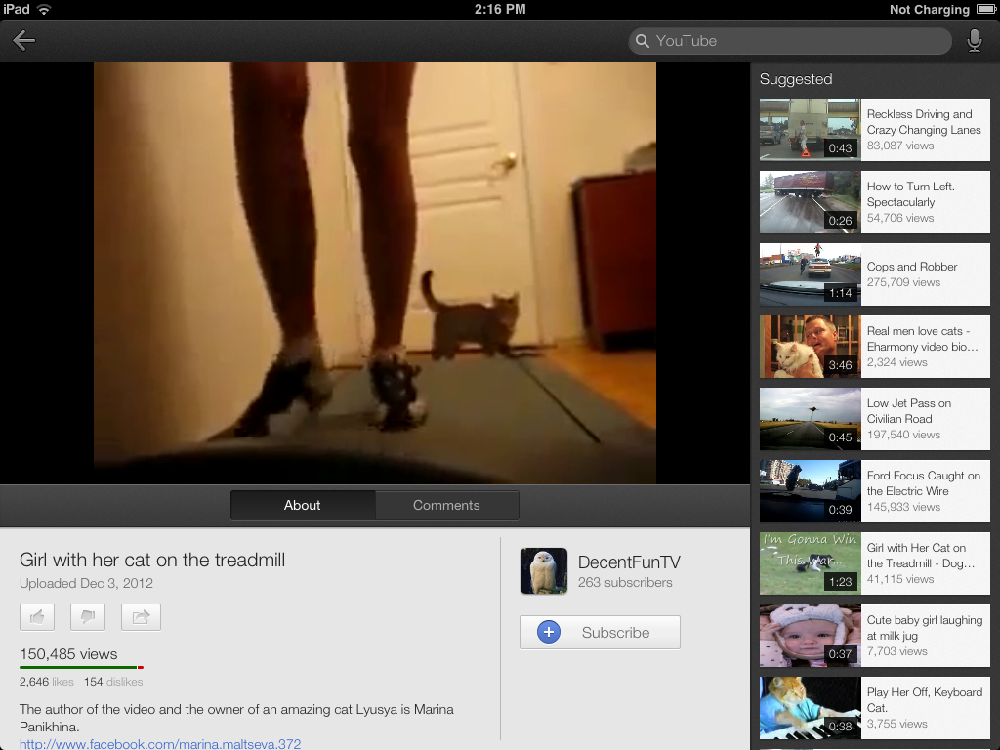 iPad
2:16 PM
Not Charging
YouTube
Suggested
Reckless Driving and
Crazy Changing Lanes
83,087 views
0:43
How to Turn Left.
Spectacularly
54,706 views
0:26
Cops and Robber
275,709 views
1:14
Real men love cats -
Eharmony video bio...
2,324 views
3:46
Low Jet Pass on
Civilian Road
197,540 views
0:45
Ford Focus Caught on
the Electric Wire
145,933 views
0:39
I'm Gonna Win
This War...
Girl with Her Cat on
the Treadmill - Dog...
41,115 views
1:23
Cute baby girl laughing
at milk jug
7,703 views
0:37
Play Her Off, Keyboard
Cat.
3,755 views
0:38
About
Comments
Girl with her cat on the treadmill
Uploaded Dec 3, 2012
150,485 views
2,646 likes 154 dislikes
The author of the video and the owner of an amazing cat Lyusya is Marina
Panikhina.
http://www.facebook.com/marina.maltseva.372
DecentFunTV
263 subscribers
Subscribe